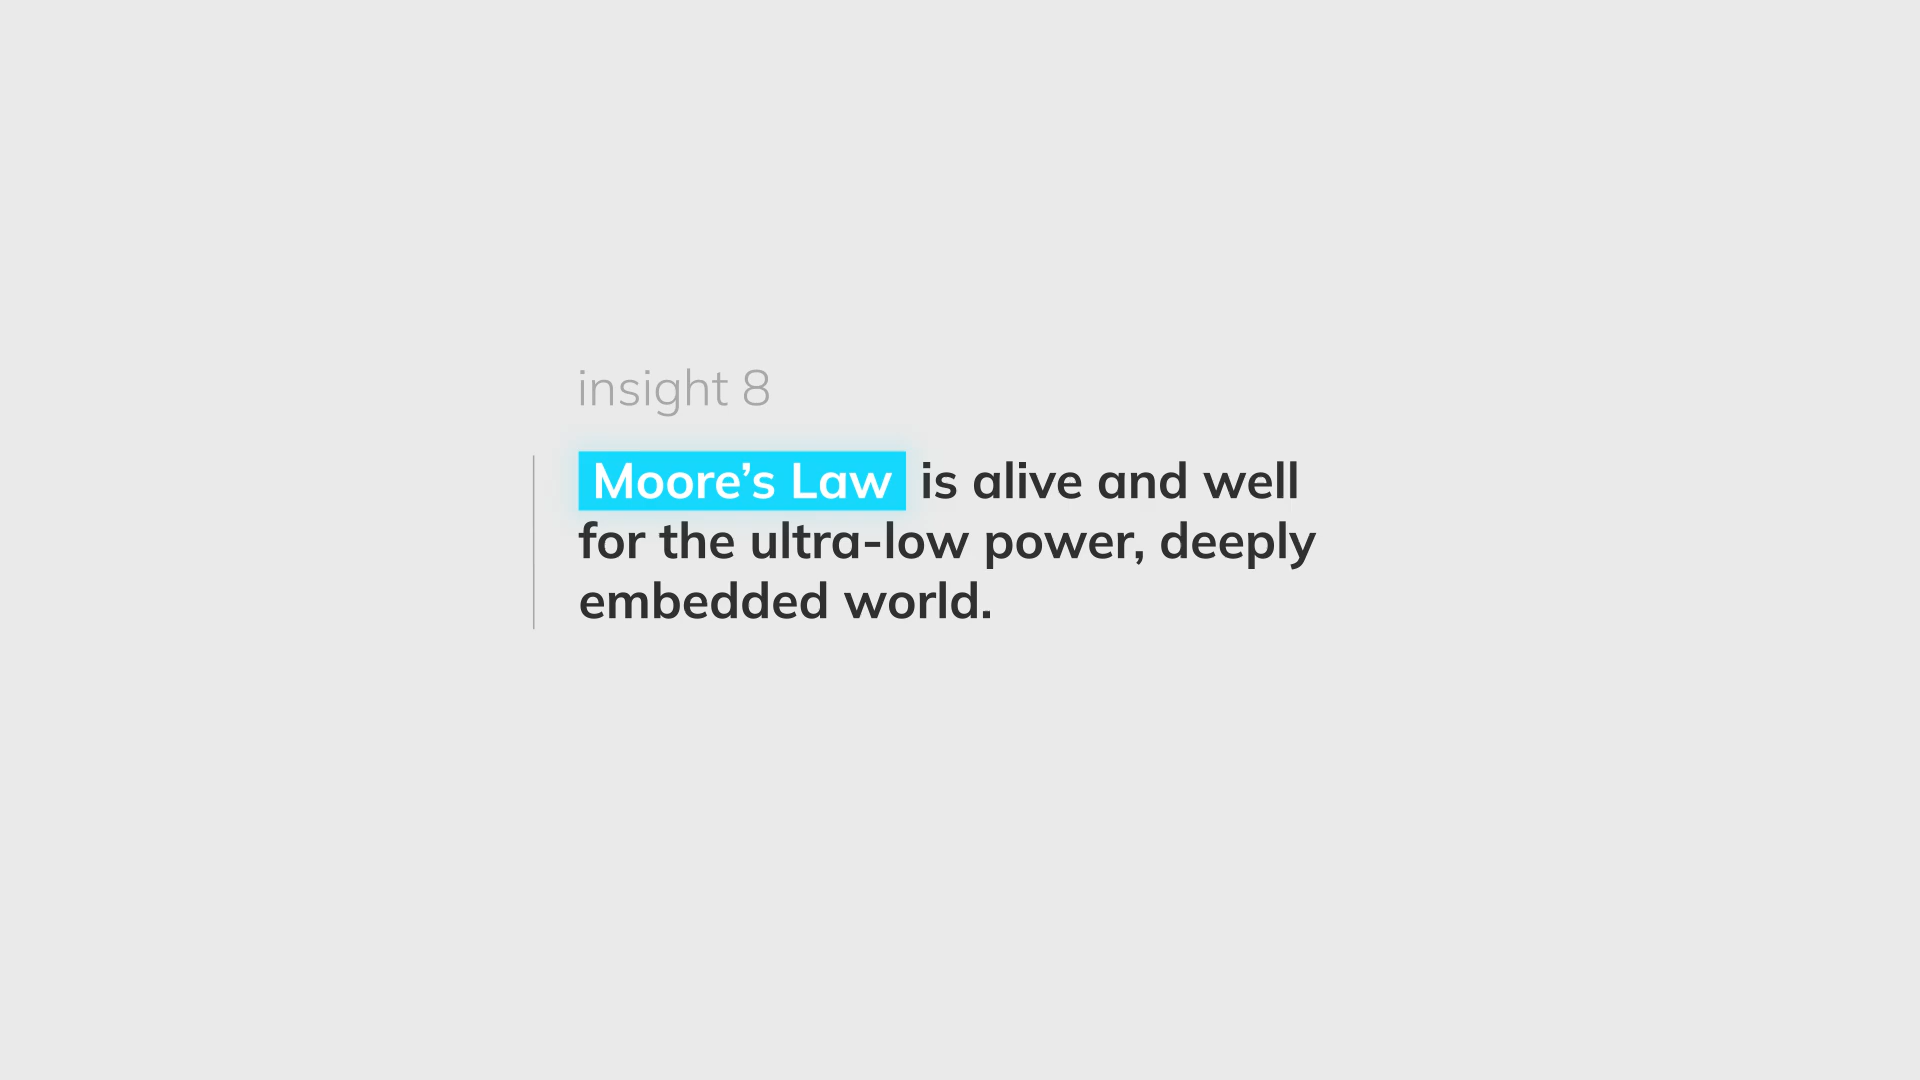 insight 8
Moore’s Law is alive and well
for the ultra-low power, deeply
embedded world.